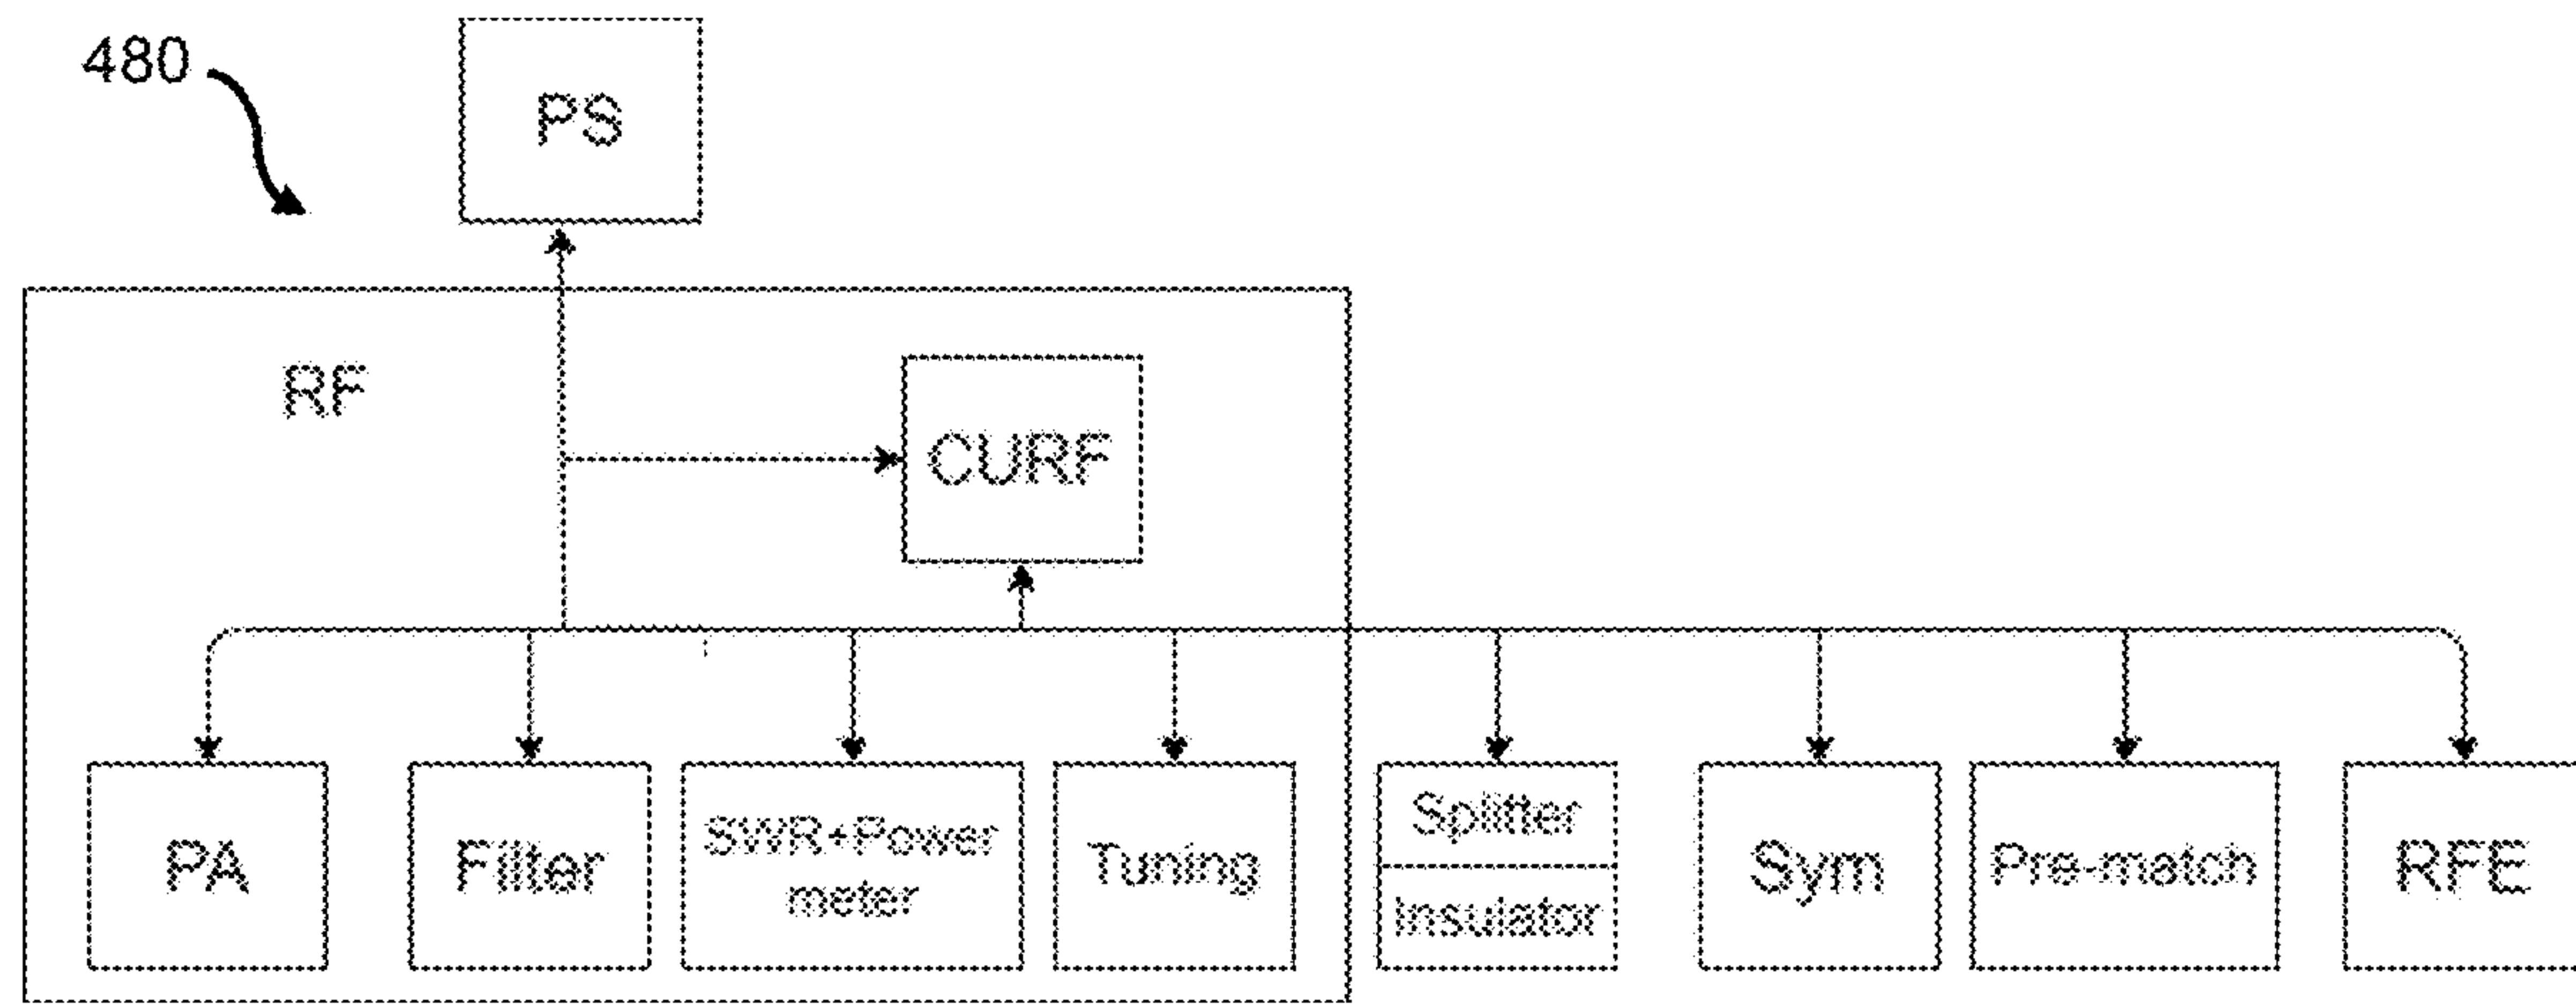 480
PS
RF
CURF
PA
Filter
SWR+Power
meter
Tuning
Splitter
Insulator
Sym
Pre-match
RFE